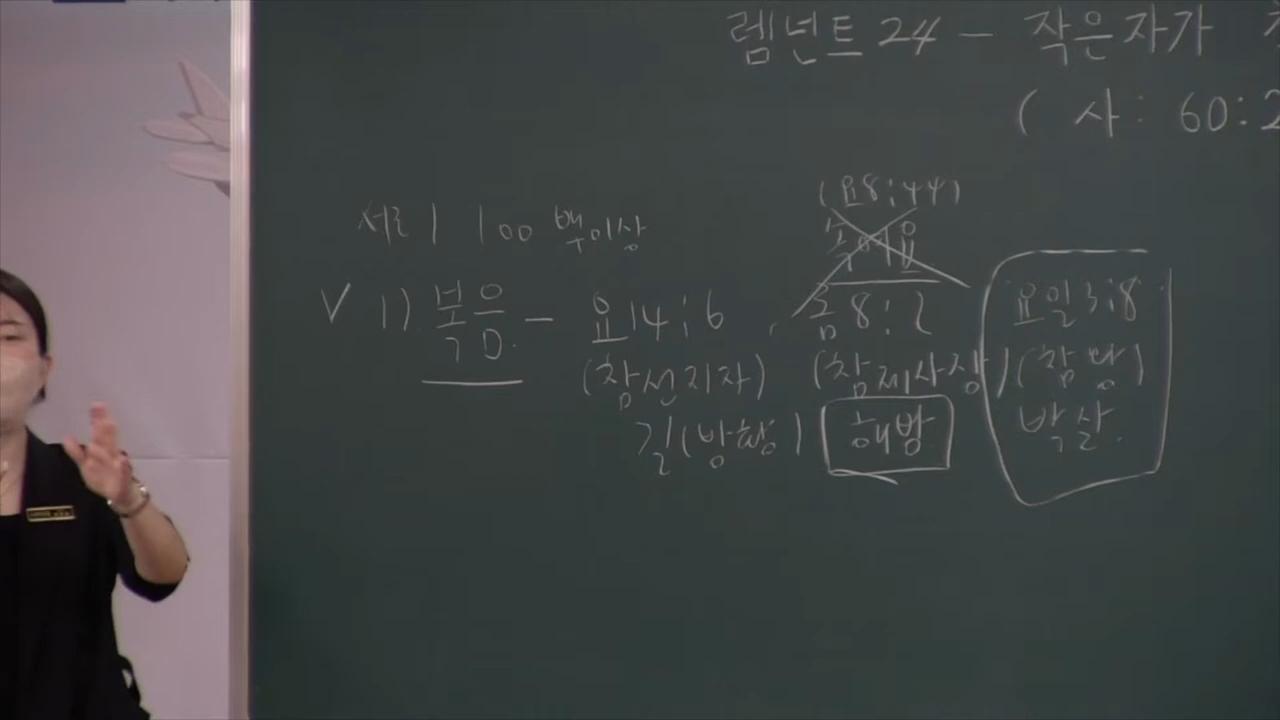 렘넌트 24 - 작은자가
( 사: 60:2
서론 1 100 백이상
(요8:44)
V 1) 복음 - 요14:6 롬8:2 요일3:8
(참선지자) (참제사장) (참왕)
길(방향) 해방 박살.